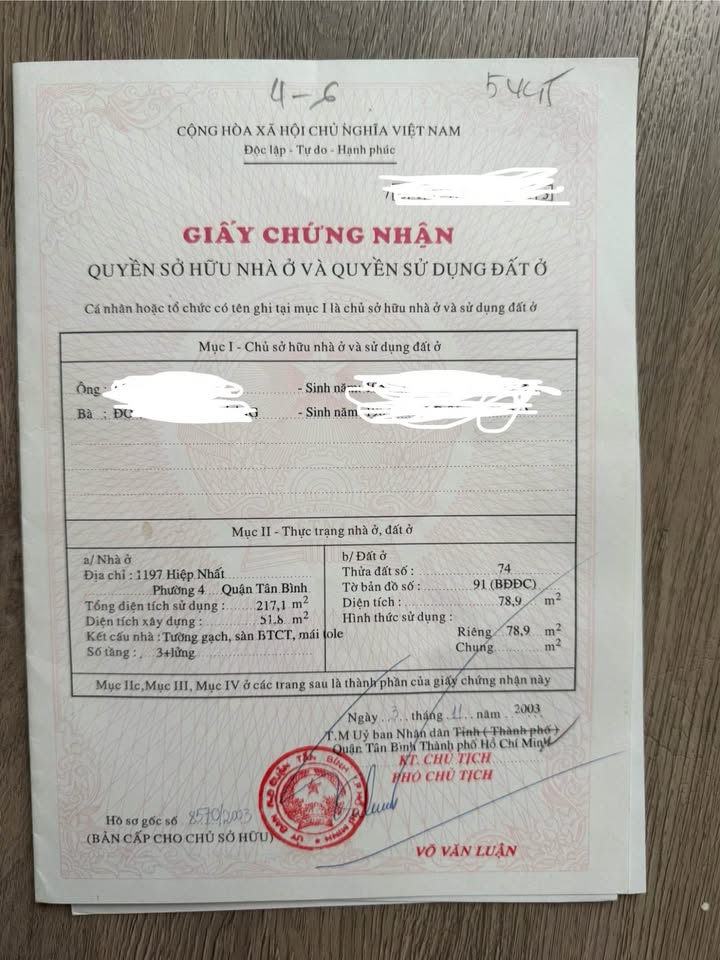 4-6
CỘNG HÒA XÃ HỘI CHỦ NGHĨA VIỆT NAM
Độc lập - Tự do - Hạnh phúc
GIẤY CHỨNG NHẬN
QUYỀN SỞ HỮU NHÀ Ở VÀ QUYỀN SỬ DỤNG ĐẤT Ở
Cá nhân hoặc tổ chức có tên ghi tại mục I là chủ sở hữu nhà ở và sử dụng đất ở
Mục I - Chủ sở hữu nhà ở và sử dụng đất ở
Ông : - Sinh năm
Bà : - Sinh năm
Mục II - Thực trạng nhà ở, đất ở
a/ Nhà ở
Địa chỉ : 1197 Hiệp Nhất
Phường 4 Quận Tân Bình
Tổng diện tích sử dụng : 217,1 m2
Diện tích xây dựng : 51.8 m2
Kết cấu nhà : Tường gạch, sàn BTCT, mái tole
Số tầng : 3+lửng
b/ Đất ở
Thửa đất số : 74
Tờ bản đồ số : 91 (BĐĐC)
Diện tích : 78,9 m2
Hình thức sử dụng :
Riêng 78,9 m2
Chung m2
Mục IIc, Mục III, Mục IV ở các trang sau là thành phần của giấy chứng nhận này
Ngày 3 tháng 11 năm 2003
T.M Uỷ ban Nhân dân Tỉnh ( Thành phố )
Quận Tân Bình Thành phố Hồ Chí Minh
KT. CHỦ TỊCH
PHÓ CHỦ TỊCH
Hồ sơ gốc số 8570/2003
(BẢN CẤP CHO CHỦ SỞ HỮU)
VÕ VĂN LUẬN